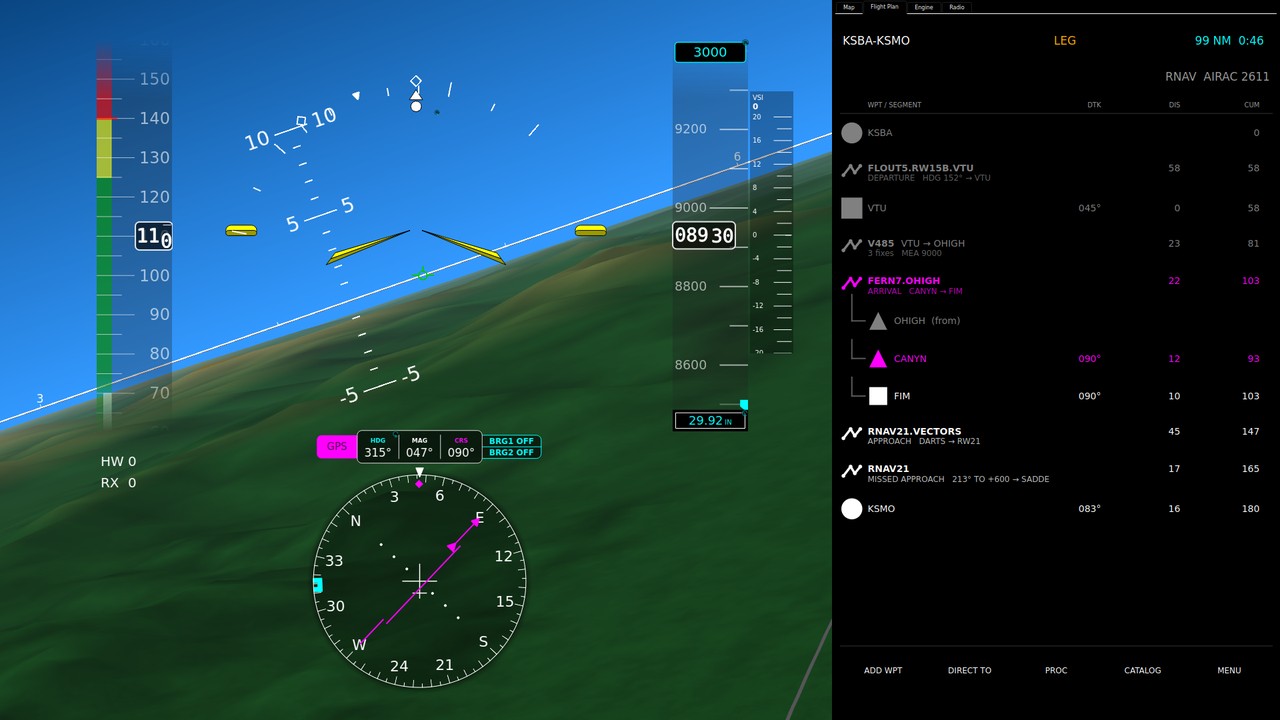 Map Flight Plan Engine Radio
KSBA-KSMO LEG 99 NM 0:46
RNAV AIRAC 2611
WPT / SEGMENT DTK DIS CUM
KSBA 0
FLOUT5.RW15B.VTU 58 58
DEPARTURE HDG 152° → VTU
VTU 045° 0 58
V485 VTU → OHIGH 23 81
3 fixes MEA 9000
FERN7.OHIGH 22 103
ARRIVAL CANYN → FIM
OHIGH (from)
CANYN 090° 12 93
FIM 090° 10 103
RNAV21.VECTORS 45 147
APPROACH DARTS → RW21
RNAV21 17 165
MISSED APPROACH 213° TO +600 → SADDE
KSMO 083° 16 180
ADD WPT DIRECT TO PROC CATALOG MENU
150
140
130
120
110
100
90
80
70
HW 0
RX 0
10 10
5 5
-5 -5
3
6
3000
9200
9000
08930
8800
8600
29.92 IN
VSI
0
20
16
12
8
4
0
-4
-8
-12
-16
20
GPS
HDG MAG CRS
315° 047° 090°
BRG1 OFF
BRG2 OFF
3 6
N E
33 12
30 15
W S
24 21